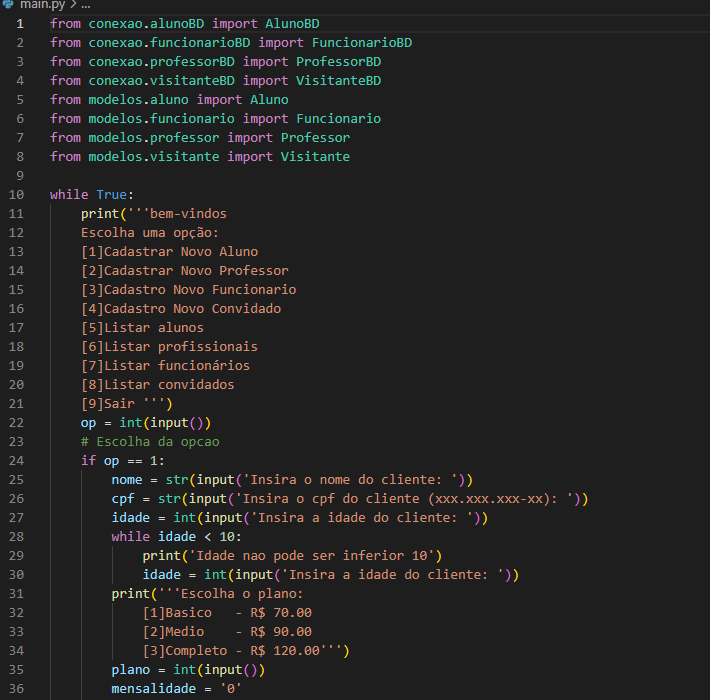 main.py > ...
1 from conexao.alunoBD import AlunoBD
2 from conexao.funcionarioBD import FuncionarioBD
3 from conexao.professorBD import ProfessorBD
4 from conexao.visitanteBD import VisitanteBD
5 from modelos.aluno import Aluno
6 from modelos.funcionario import Funcionario
7 from modelos.professor import Professor
8 from modelos.visitante import Visitante
9
10 while True:
11     print('''bem-vindos
12     Escolha uma opção:
13     [1]Cadastrar Novo Aluno
14     [2]Cadastrar Novo Professor
15     [3]Cadastro Novo Funcionario
16     [4]Cadastro Novo Convidado
17     [5]Listar alunos
18     [6]Listar profissionais
19     [7]Listar funcionários
20     [8]Listar convidados
21     [9]Sair ''')
22     op = int(input())
23     # Escolha da opcao
24     if op == 1:
25         nome = str(input('Insira o nome do cliente: '))
26         cpf = str(input('Insira o cpf do cliente (xxx.xxx.xxx-xx): '))
27         idade = int(input('Insira a idade do cliente: '))
28         while idade < 10:
29             print('Idade nao pode ser inferior 10')
30             idade = int(input('Insira a idade do cliente: '))
31         print('''Escolha o plano:
32             [1]Basico   - R$ 70.00
33             [2]Medio    - R$ 90.00
34             [3]Completo - R$ 120.00''')
35         plano = int(input())
36         mensalidade = '0'